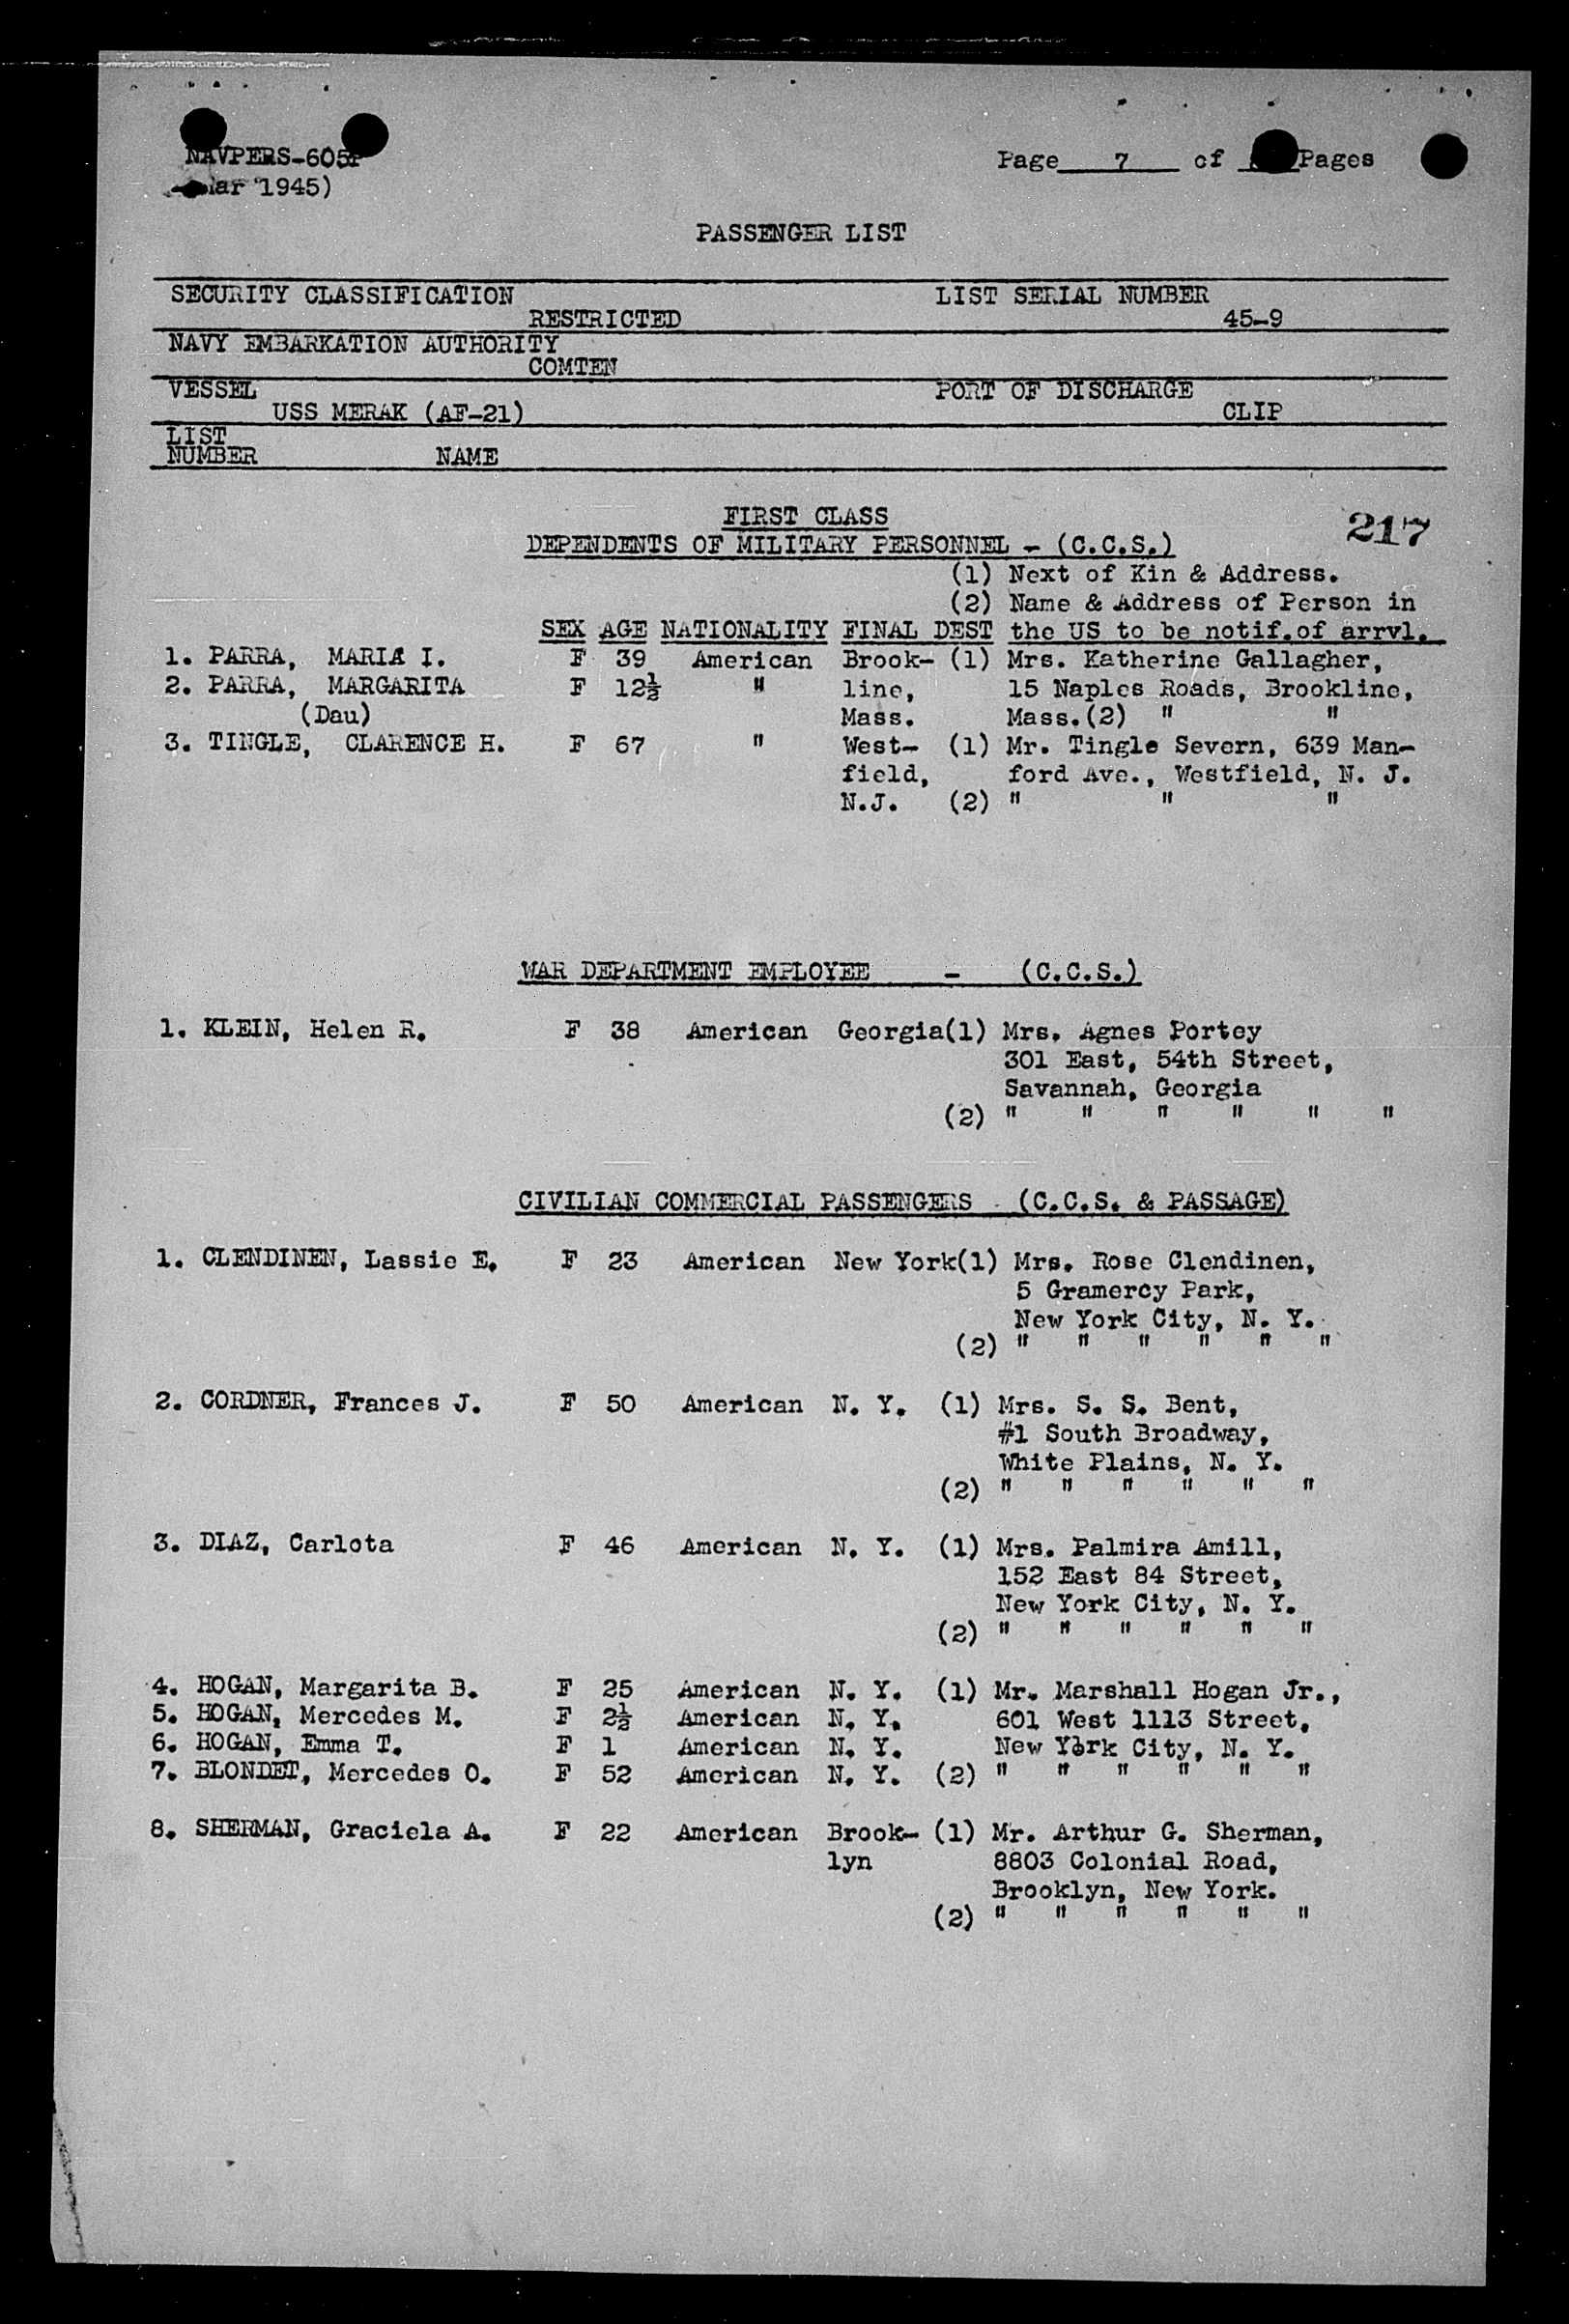 NAVPERS-605
Page 7 of Pages
1945)
PASSENGER LIST
SECURITY CLASSIFICATION LIST SERIAL NUMBER
RESTRICTED 45-9
NAVY EMBARKATION AUTHORITY
COMTEN
VESSEL PORT OF DISCHARGE
USS MERAK (AF-21) CLIP
LIST
NUMBER NAME
FIRST CLASS 217
DEPENDENTS OF MILITARY PERSONNEL - (C.C.S.)
(1) Next of Kin & Address.
(2) Name & Address of Person in
SEX AGE NATIONALITY FINAL DEST the US to be notif.of arrvl.
1. PARRA, MARIA I. F 39 American Brook- (1) Mrs. Katherine Gallagher,
2. PARRA, MARGARITA F 12½ " line, 15 Naples Roads, Brookline,
(Dau) Mass. Mass.(2) " "
3. TINGLE, CLARENCE H. F 67 " West- (1) Mr. Tingle Severn, 639 Man-
field, ford Ave., Westfield, N. J.
N.J. (2) " " "
WAR DEPARTMENT EMPLOYEE - (C.C.S.)
1. KLEIN, Helen R. F 38 American Georgia(1) Mrs. Agnes Portey
301 East, 54th Street,
Savannah, Georgia
(2) " " " " " "
CIVILIAN COMMERCIAL PASSENGERS - (C.C.S. & PASSAGE)
1. CLENDINEN, Lassie E. F 23 American New York(1) Mrs. Rose Clendinen,
5 Gramercy Park,
New York City, N. Y.
(2) " " " " " "
2. CORDNER, Frances J. F 50 American N. Y. (1) Mrs. S. S. Bent,
#1 South Broadway,
White Plains, N. Y.
(2) " " " " " "
3. DIAZ, Carlota F 46 American N. Y. (1) Mrs. Palmira Amill,
152 East 84 Street,
New York City, N. Y.
(2) " " " " " "
4. HOGAN, Margarita B. F 25 American N. Y. (1) Mr. Marshall Hogan Jr.,
5. HOGAN, Mercedes M. F 2½ American N. Y. 601 West 1113 Street,
6. HOGAN, Emma T. F 1 American N. Y. New York City, N. Y.
7. BLONDET, Mercedes O. F 52 American N. Y. (2) " " " " " "
8. SHERMAN, Graciela A. F 22 American Brook- (1) Mr. Arthur G. Sherman,
lyn 8803 Colonial Road,
Brooklyn, New York.
(2) " " " " " "